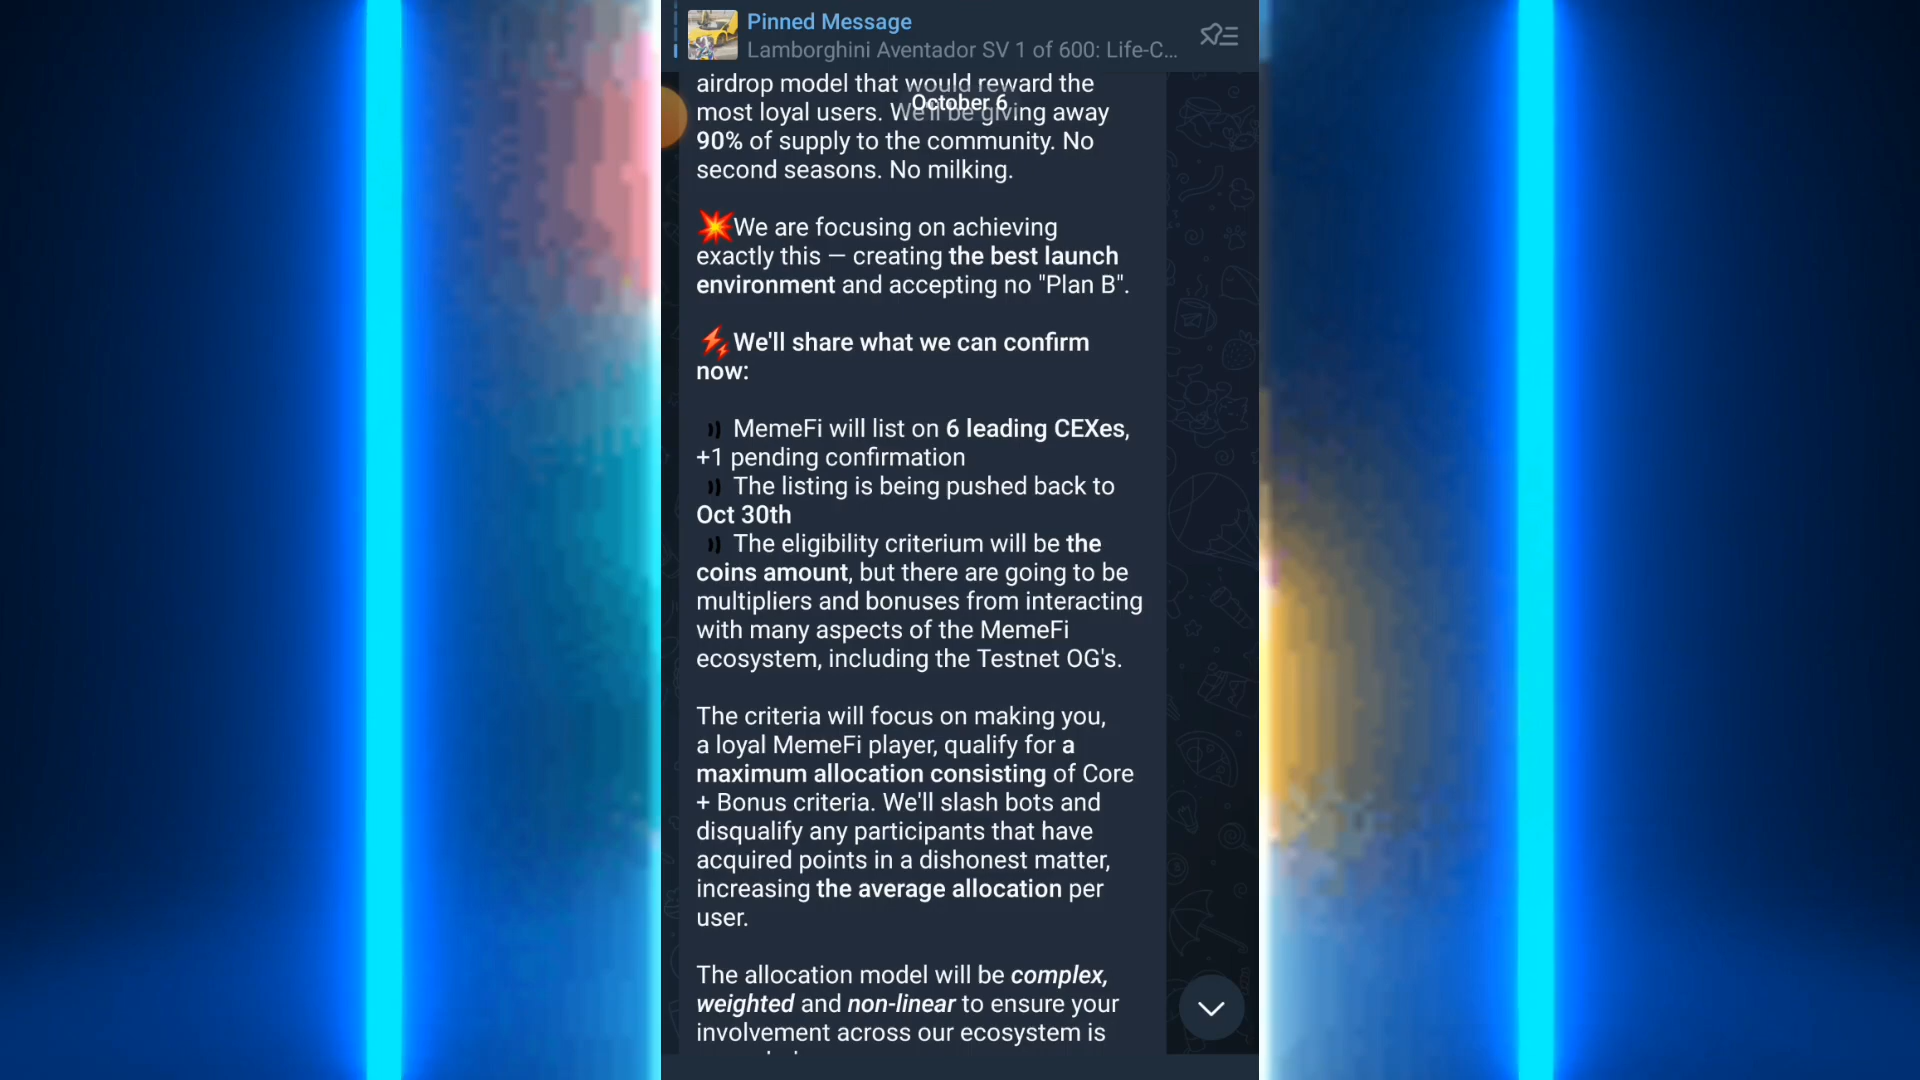 Pinned Message
Lamborghini Aventador SV 1 of 600: Life-C...
airdrop model that would reward the
October 6
most loyal users. We'll be giving away
90% of supply to the community. No
second seasons. No milking.
💥We are focusing on achieving
exactly this — creating the best launch
environment and accepting no "Plan B".
⚡We'll share what we can confirm
now:
MemeFi will list on 6 leading CEXes,
+1 pending confirmation
The listing is being pushed back to
Oct 30th
The eligibility criterium will be the
coins amount, but there are going to be
multipliers and bonuses from interacting
with many aspects of the MemeFi
ecosystem, including the Testnet OG's.
The criteria will focus on making you,
a loyal MemeFi player, qualify for a
maximum allocation consisting of Core
+ Bonus criteria. We'll slash bots and
disqualify any participants that have
acquired points in a dishonest matter,
increasing the average allocation per
user.
The allocation model will be complex,
weighted and non-linear to ensure your
involvement across our ecosystem is